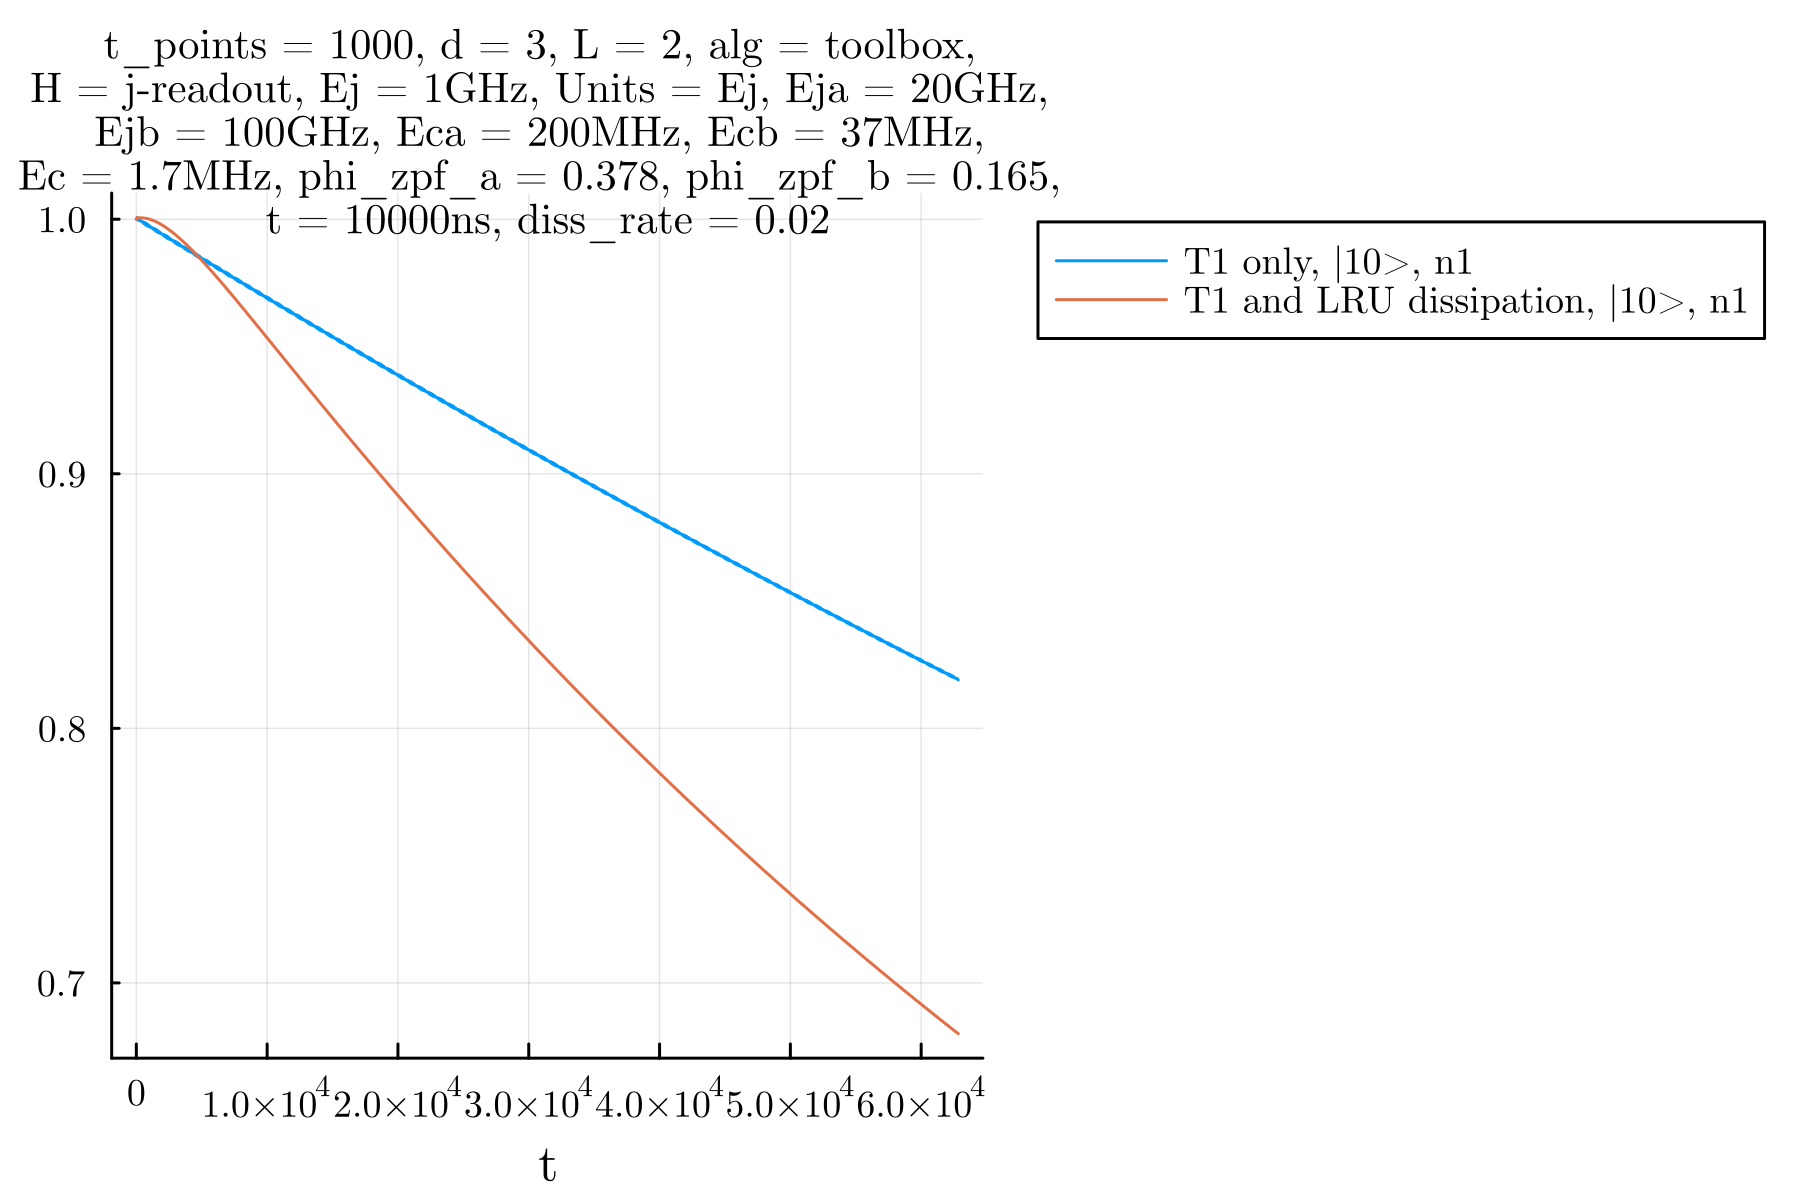 t_points = 1000, d = 3, L = 2, alg = toolbox,
H = j-readout, Ej = 1GHz, Units = Ej, Eja = 20GHz,
Ejb = 100GHz, Eca = 200MHz, Ecb = 37MHz,
Ec = 1.7MHz, phi_zpf_a = 0.378, phi_zpf_b = 0.165,
t = 10000ns, diss_rate = 0.02
T1 only, |10>, n1
T1 and LRU dissipation, |10>, n1
1.0
0.9
0.8
0.7
0 1.0×10⁴ 2.0×10⁴ 3.0×10⁴ 4.0×10⁴ 5.0×10⁴ 6.0×10⁴
t